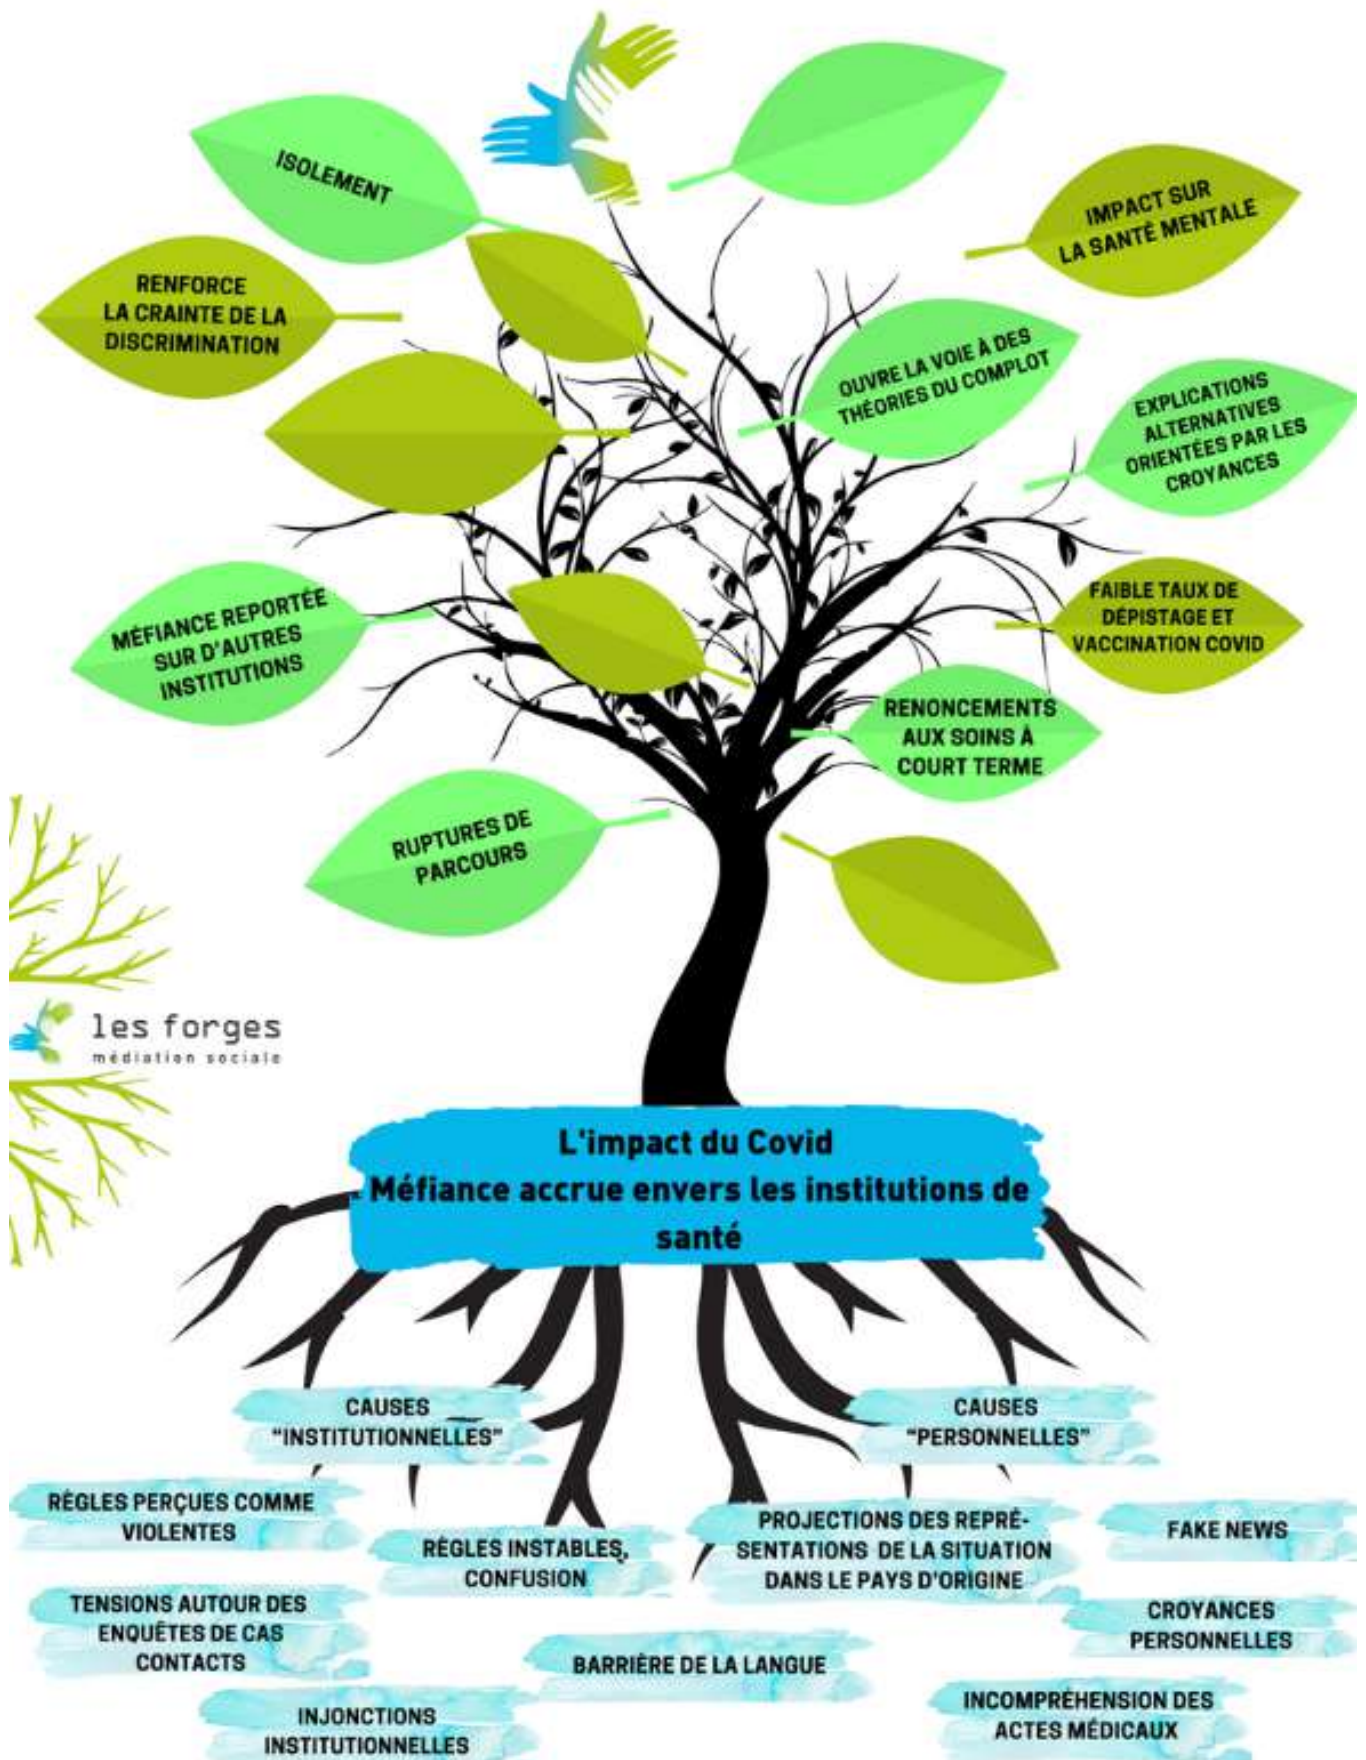 ISOLEMENT
IMPACT SUR
LA SANTÉ MENTALE
RENFORCE
LA CRAINTE DE LA
DISCRIMINATION
OUVRE LA VOIE À DES
THÉORIES DU COMPLOT
EXPLICATIONS
ALTERNATIVES
ORIENTÉES PAR LES
CROYANCES
MÉFIANCE REPORTÉE
SUR D'AUTRES
INSTITUTIONS
FAIBLE TAUX DE
DÉPISTAGE ET
VACCINATION COVID
RENONCEMENTS
AUX SOINS À
COURT TERME
RUPTURES DE
PARCOURS
les forges
médiation sociale
L'impact du Covid
Méfiance accrue envers les institutions de
santé
CAUSES
"INSTITUTIONNELLES"
CAUSES
"PERSONNELLES"
RÈGLES PERÇUES COMME
VIOLENTES
RÈGLES INSTABLES,
CONFUSION
PROJECTIONS DES REPRÉ-
SENTATIONS DE LA SITUATION
DANS LE PAYS D'ORIGINE
FAKE NEWS
TENSIONS AUTOUR DES
ENQUÊTES DE CAS
CONTACTS
CROYANCES
PERSONNELLES
BARRIÈRE DE LA LANGUE
INJONCTIONS
INSTITUTIONNELLES
INCOMPRÉHENSION DES
ACTES MÉDICAUX